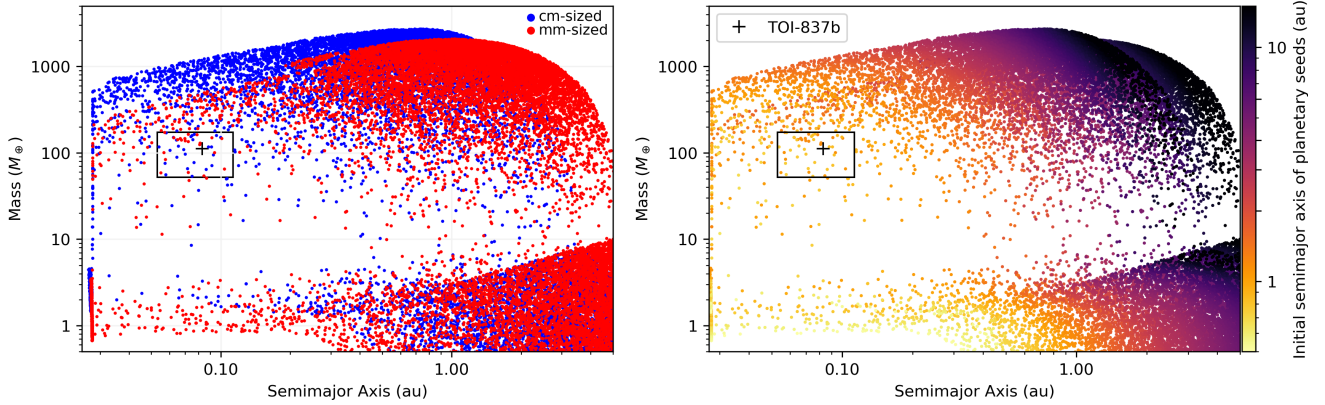 cm-sized
mm-sized
1000
100
10
1
Mass (M⊕)
0.10
1.00
Semimajor Axis (au)
TOI-837b
1000
100
10
1
Mass (M⊕)
0.10
1.00
Semimajor Axis (au)
10
1
Initial semimajor axis of planetary seeds (au)